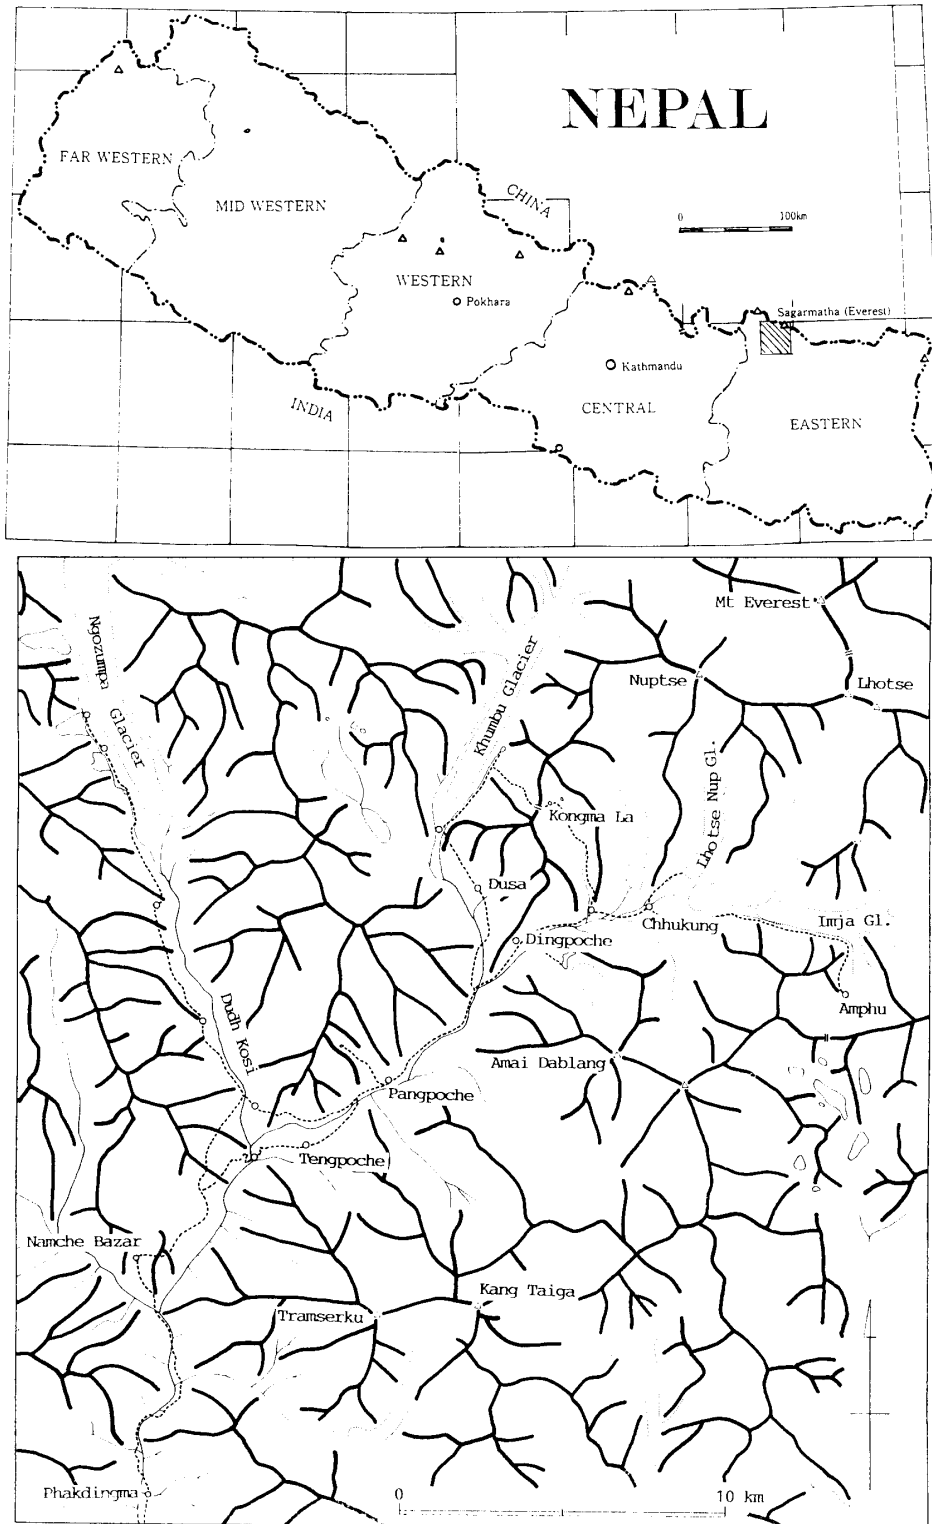 NEPAL
FAR WESTERN
MID WESTERN
CHINA
0 100km
WESTERN
Pokhara
Sagarmatha (Everest)
Kathmandu
INDIA
CENTRAL
EASTERN
Mt Everest
Ngozumpa Glacier
Khumbu Glacier
Nuptse
Lhotse
Lhotse Nup Gl.
Kongma La
Dusa
Chhukung
Imja Gl.
Dingpoche
Amphu
Dudh Kosi
Amai Dablang
Pangpoche
Tengpoche
Namche Bazar
Kang Taiga
Tramserku
Phakdingma
0 10 km